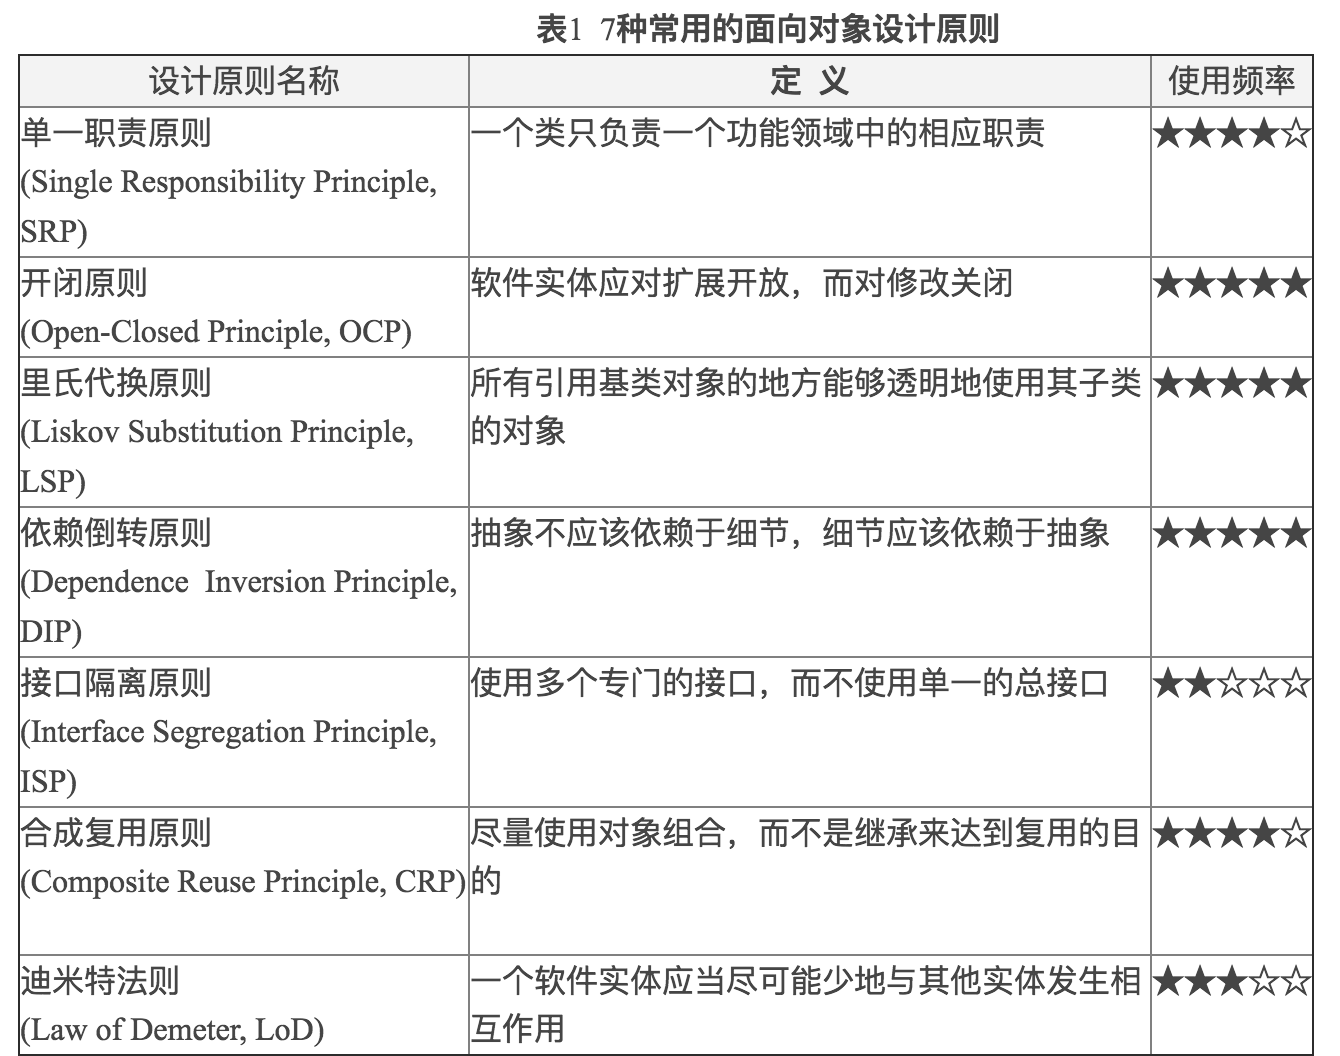 表1  7种常用的面向对象设计原则
设计原则名称 定 义 使用频率
单一职责原则 一个类只负责一个功能领域中的相应职责 ★★★★☆
(Single Responsibility Principle,
SRP)
开闭原则 软件实体应对扩展开放，而对修改关闭 ★★★★★
(Open-Closed Principle, OCP)
里氏代换原则 所有引用基类对象的地方能够透明地使用其子类 ★★★★★
(Liskov Substitution Principle, 的对象
LSP)
依赖倒转原则 抽象不应该依赖于细节，细节应该依赖于抽象 ★★★★★
(Dependence  Inversion Principle,
DIP)
接口隔离原则 使用多个专门的接口，而不使用单一的总接口 ★★☆☆☆
(Interface Segregation Principle,
ISP)
合成复用原则 尽量使用对象组合，而不是继承来达到复用的目 ★★★★☆
(Composite Reuse Principle, CRP) 的
迪米特法则 一个软件实体应当尽可能少地与其他实体发生相 ★★★☆☆
(Law of Demeter, LoD) 互作用